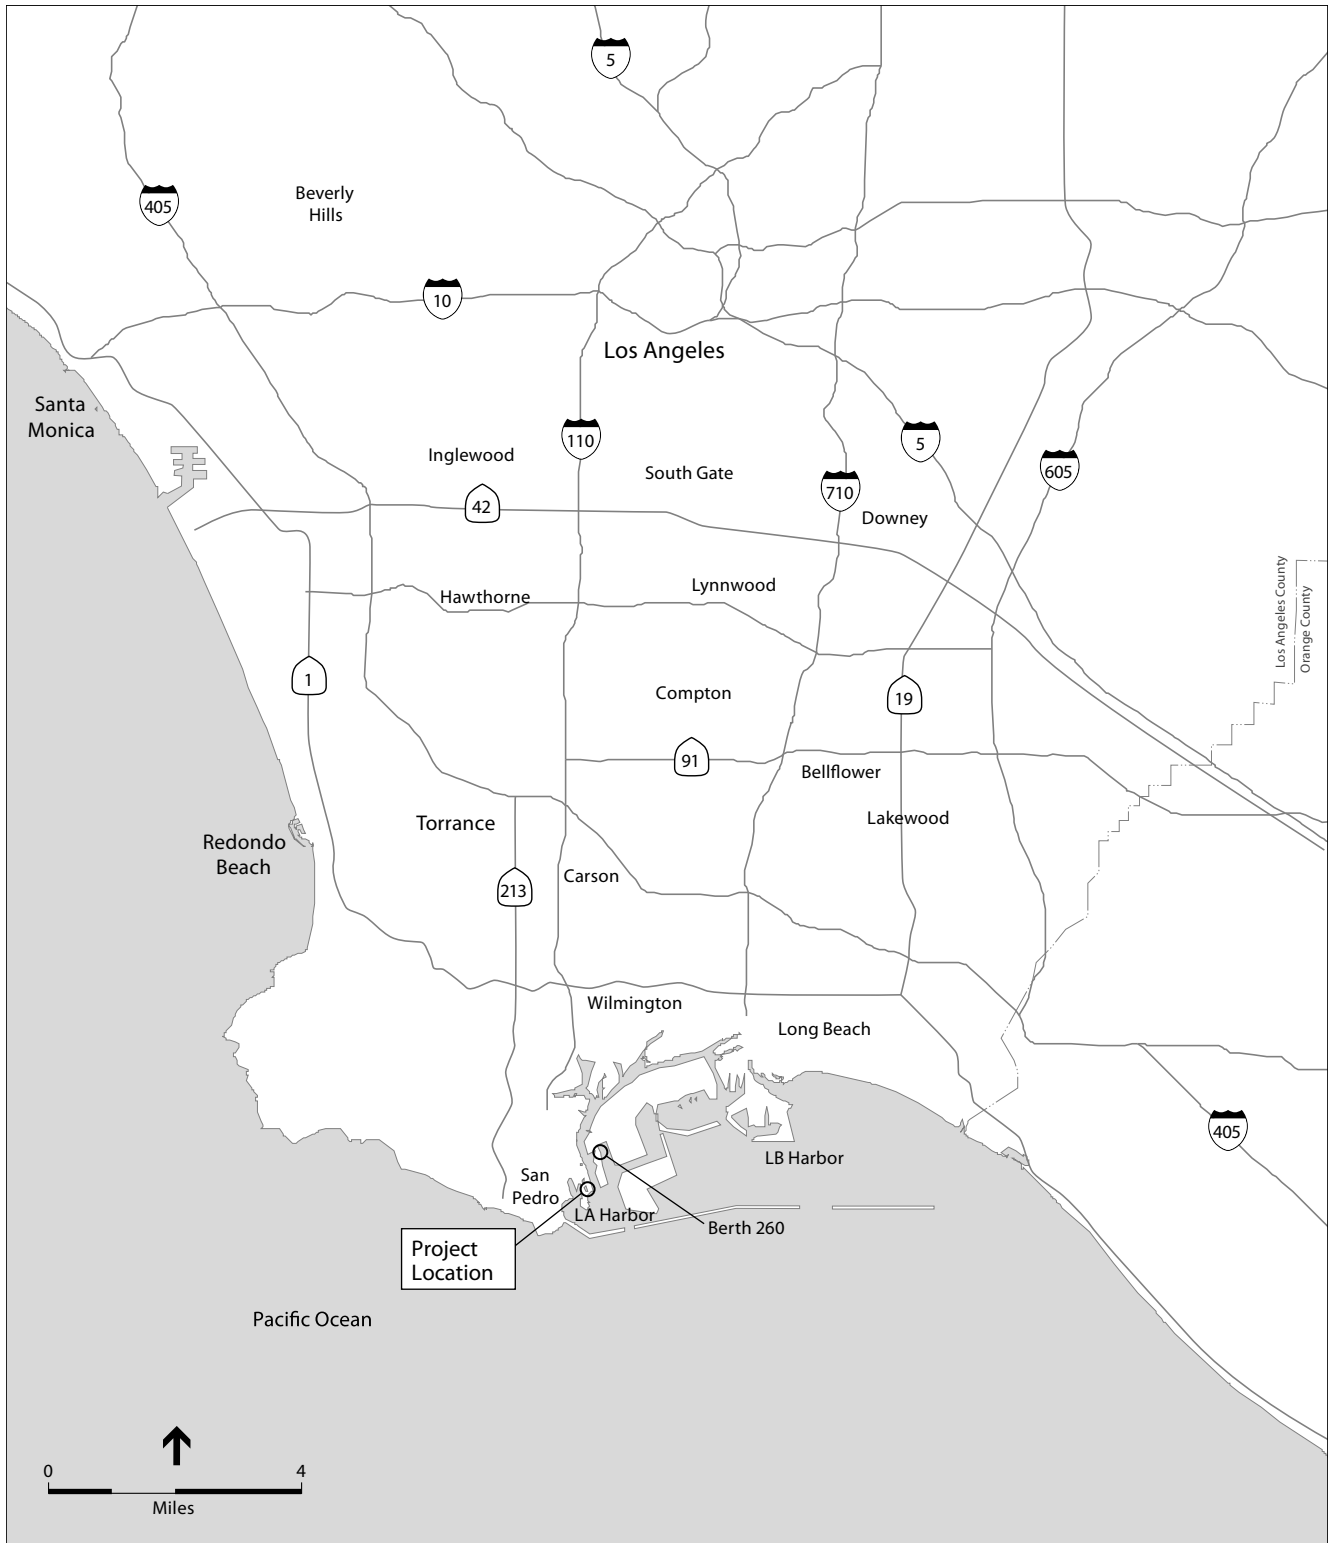 5
Beverly
Hills
405
10
Los Angeles
Santa
Monica
110
5
Inglewood
605
South Gate
710
42
Downey
Los Angeles County
Orange County
Lynnwood
Hawthorne
1
Compton
19
91
Bellflower
Lakewood
Torrance
Redondo
Beach
Carson
213
Wilmington
Long Beach
405
LB Harbor
San
Pedro
LA Harbor
Berth 260
Project
Location
Pacific Ocean
0
4
Miles